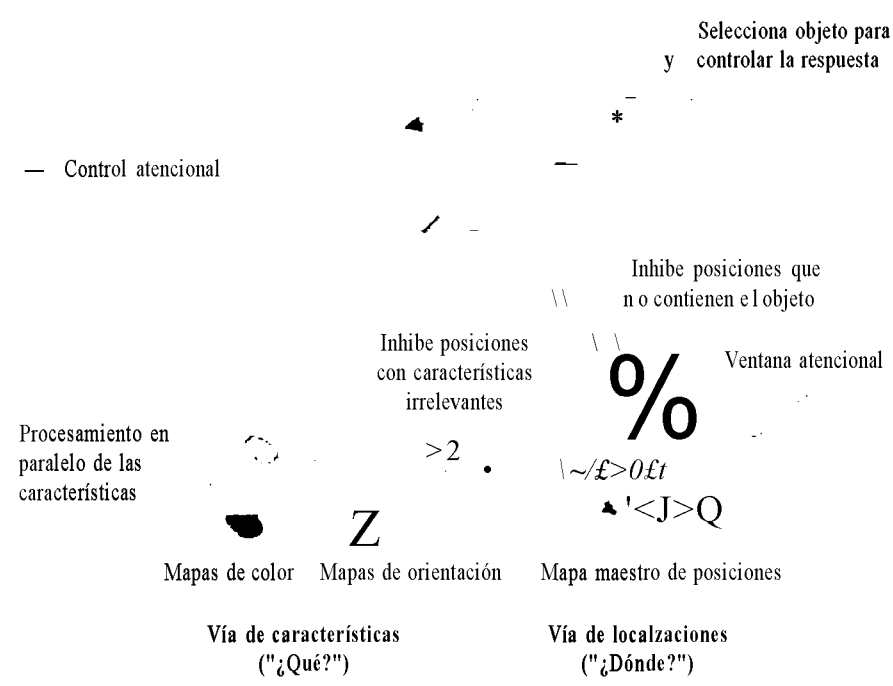 Selecciona objeto para
y controlar la respuesta
*
— Control atencional
Inhibe posiciones que
\\ n o contienen e l objeto
Inhibe posiciones
con características
irrelevantes
\ \
%
Ventana atencional
Procesamiento en
paralelo de las
características
>2
\~/£>0£t
'<J>Q
Z
Mapas de color Mapas de orientación Mapa maestro de posiciones
Vía de características
("¿Qué?")
Vía de localzaciones
("¿Dónde?")